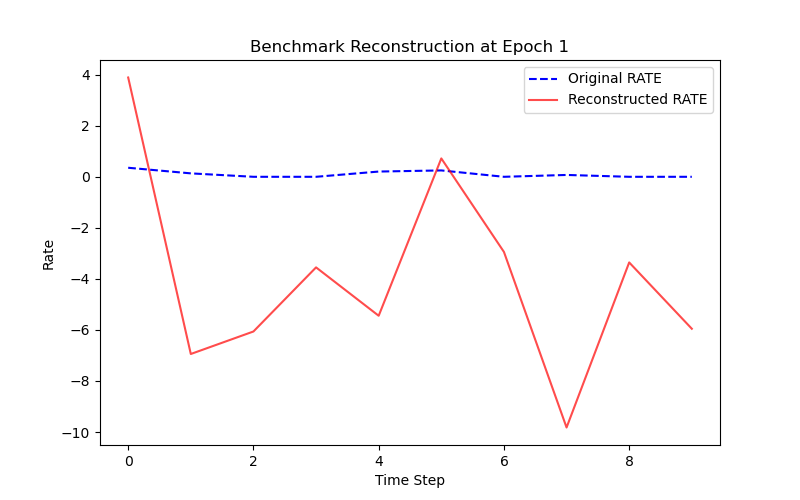 Benchmark Reconstruction at Epoch 1
Original RATE
Reconstructed RATE
4
2
0
−2
−4
−6
−8
−10
Rate
0 2 4 6 8
Time Step